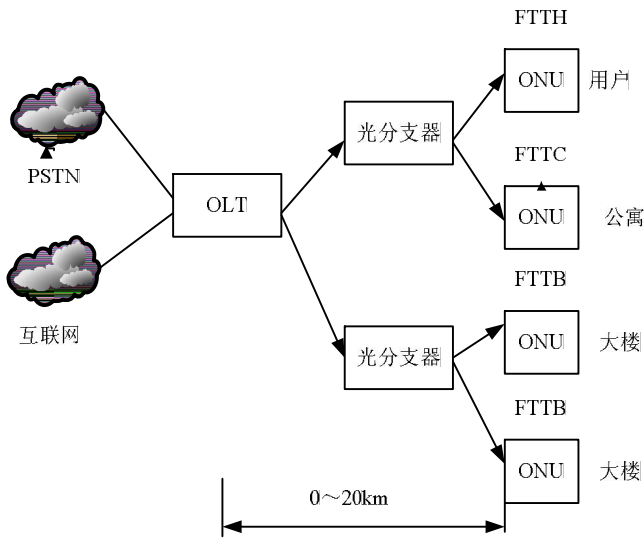 FTTH
ONU 用户
光分支器
FTTC
PSTN
OLT
ONU 公寓
FTTB
互联网
光分支器
ONU 大楼
FTTB
ONU 大楼
0～20km